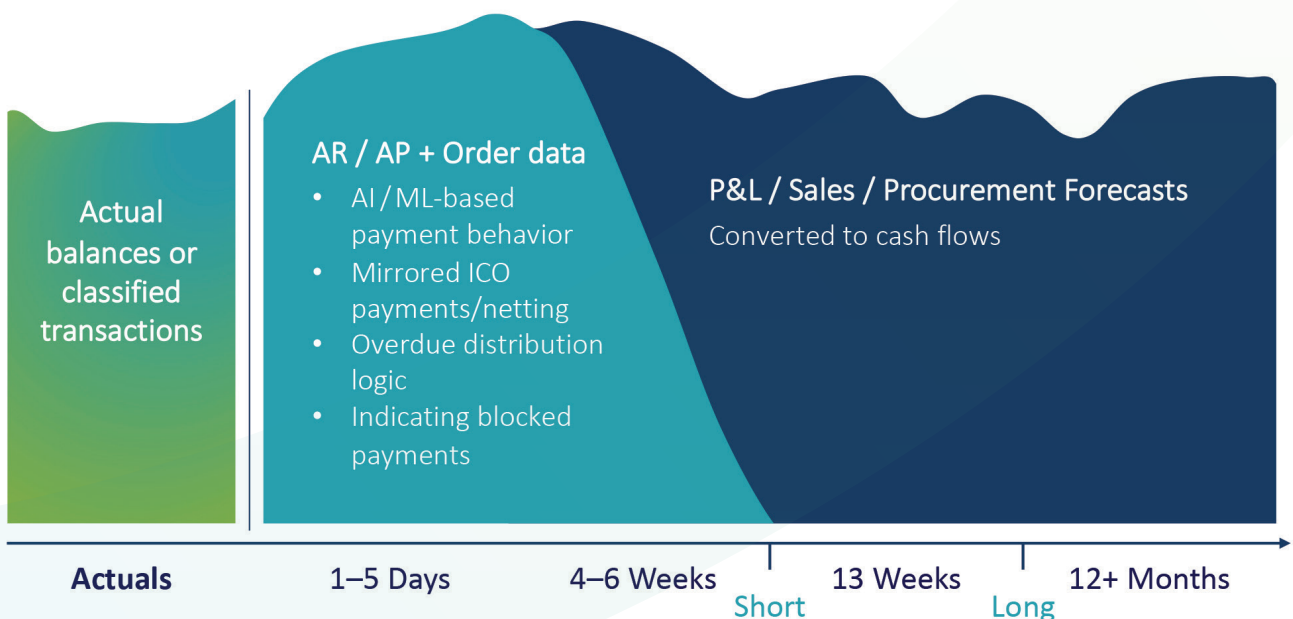 Actual
balances or
classified
transactions
AR / AP + Order data
• AI / ML-based
payment behavior
• Mirrored ICO
payments/netting
• Overdue distribution
logic
• Indicating blocked
payments
P&L / Sales / Procurement Forecasts
Converted to cash flows
Actuals
1–5 Days
4–6 Weeks
Short
13 Weeks
Long
12+ Months